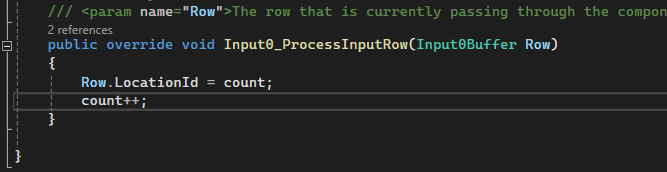 /// <param name="Row">The row that is currently passing through the compon
2 references
public override void Input0_ProcessInputRow(Input0Buffer Row)
{
Row.LocationId = count;
count++;
}
}